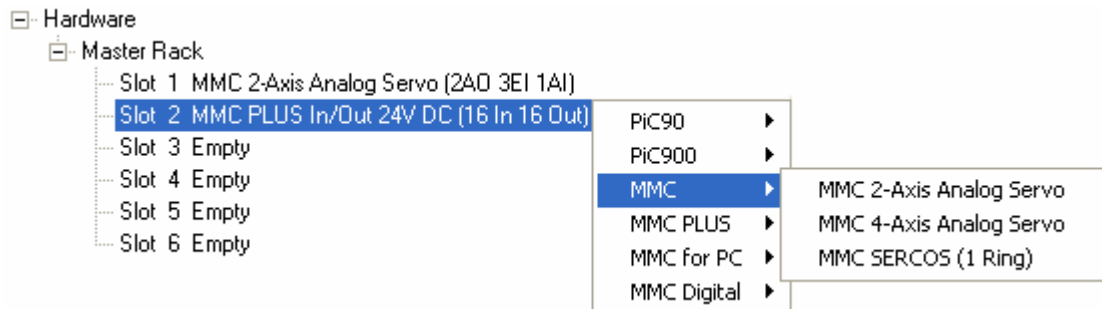 Hardware
Master Rack
Slot 1 MMC 2-Axis Analog Servo (2AO 3EI 1AI)
Slot 2 MMC PLUS In/Out 24V DC (16 In 16 Out)
Slot 3 Empty
Slot 4 Empty
Slot 5 Empty
Slot 6 Empty
PiC90
PiC900
MMC
MMC PLUS
MMC for PC
MMC Digital
MMC 2-Axis Analog Servo
MMC 4-Axis Analog Servo
MMC SERCOS (1 Ring)